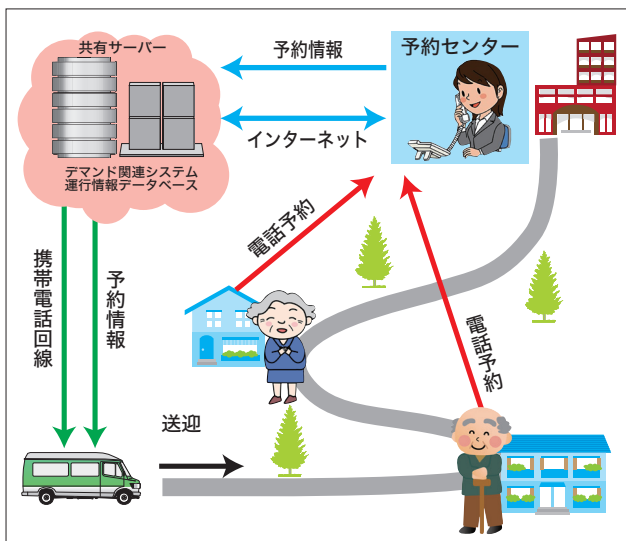 共有サーバー
予約情報
予約センター
インターネット
デマンド関連システム
運行情報データベース
電話予約
電話予約
携帯電話回線
予約情報
送迎